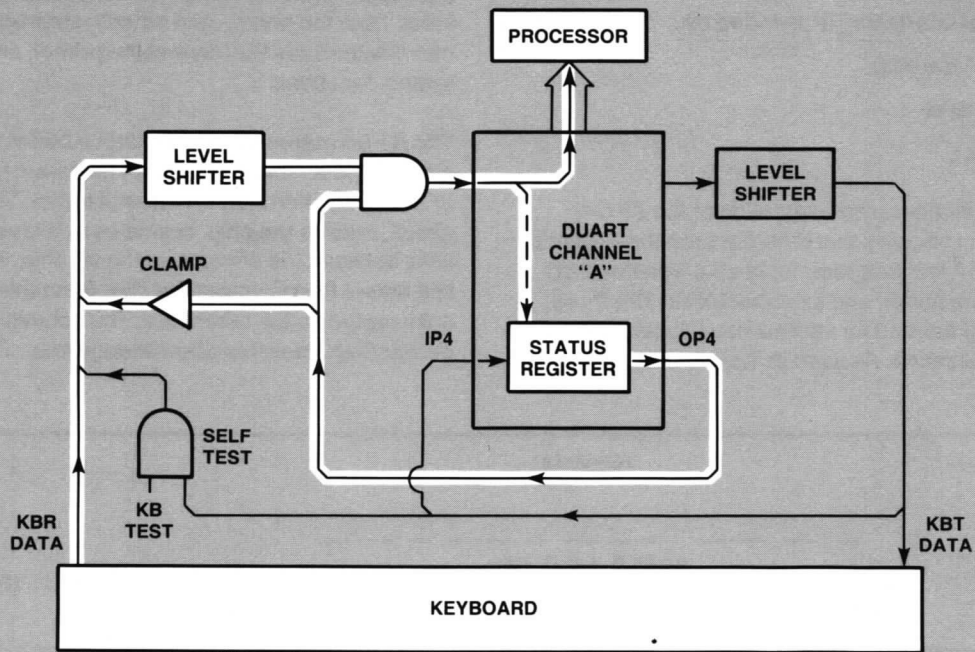 PROCESSOR
LEVEL
SHIFTER
LEVEL
SHIFTER
DUART
CHANNEL
"A"
CLAMP
IP4
STATUS
REGISTER
OP4
SELF
TEST
KB
TEST
KBR
DATA
KBT
DATA
KEYBOARD